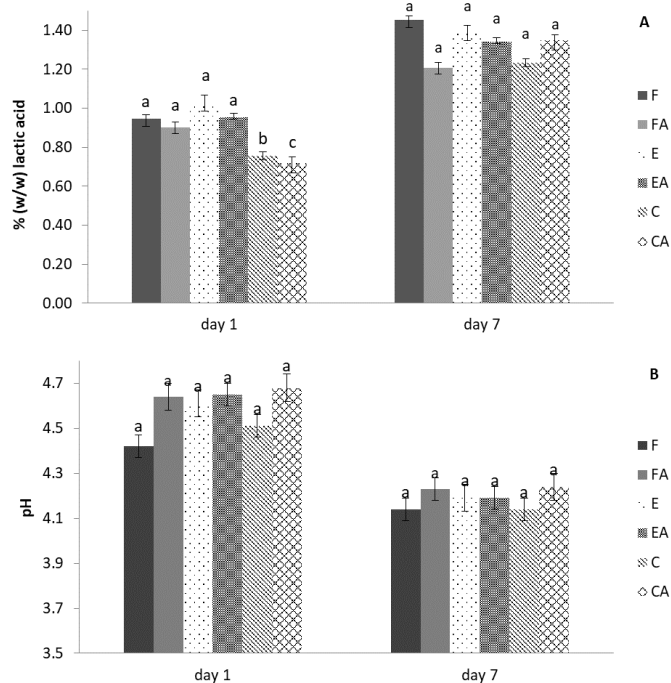 A
% (w/w) lactic acid
1.40
1.20
1.00
0.80
0.60
0.40
0.20
0.00
a a a a b c
a a a a a a
day 1 day 7
F
FA
E
EA
C
CA
B
pH
4.7
4.5
4.3
4.1
3.9
3.7
3.5
a a a a a a
a a a a a a
day 1 day 7
F
FA
E
EA
C
CA